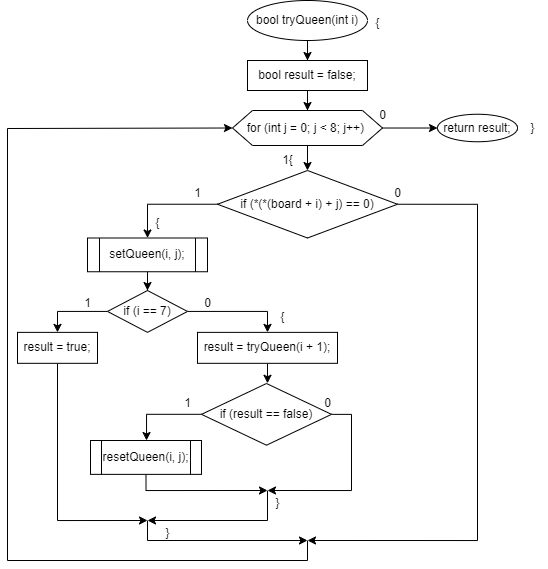 bool tryQueen(int i)
{
bool result = false;
for (int j = 0; j < 8; j++)
0
return result;
}
1{
if (*(*(board + i) + j) == 0)
1
0
{
setQueen(i, j);
if (i == 7)
1
0
{
result = true;
result = tryQueen(i + 1);
if (result == false)
1
0
resetQueen(i, j);
}
}